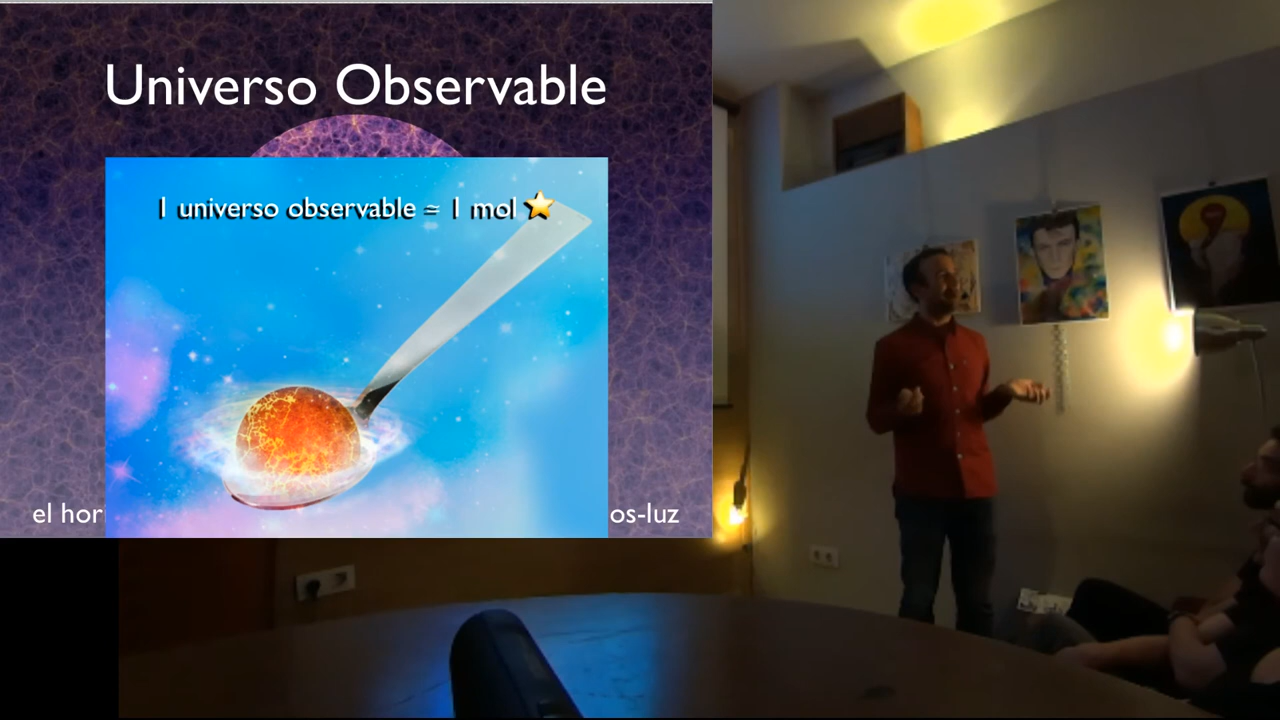 Universo Observable
1 universo observable = 1 mol ⭐
el hor
os-luz